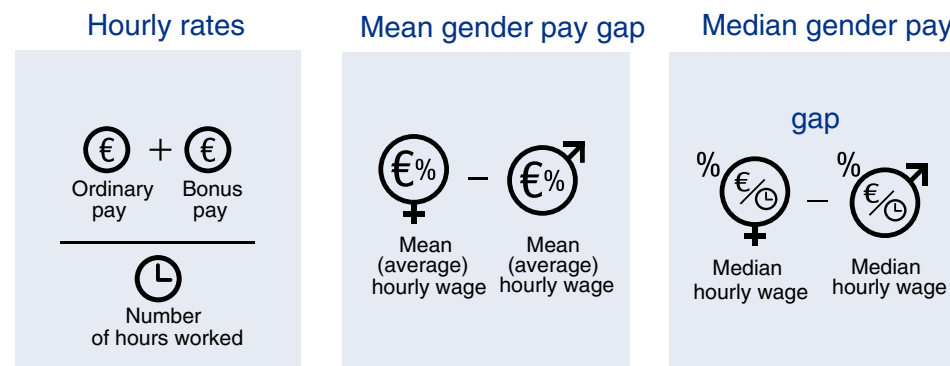 Hourly rates
€ + €
Ordinary Bonus
pay pay
Number
of hours worked
Mean gender pay gap
€% – €%
Mean Mean
(average) (average)
hourly wage hourly wage
Median gender pay
gap
% €/ – % €/
Median Median
hourly wage hourly wage